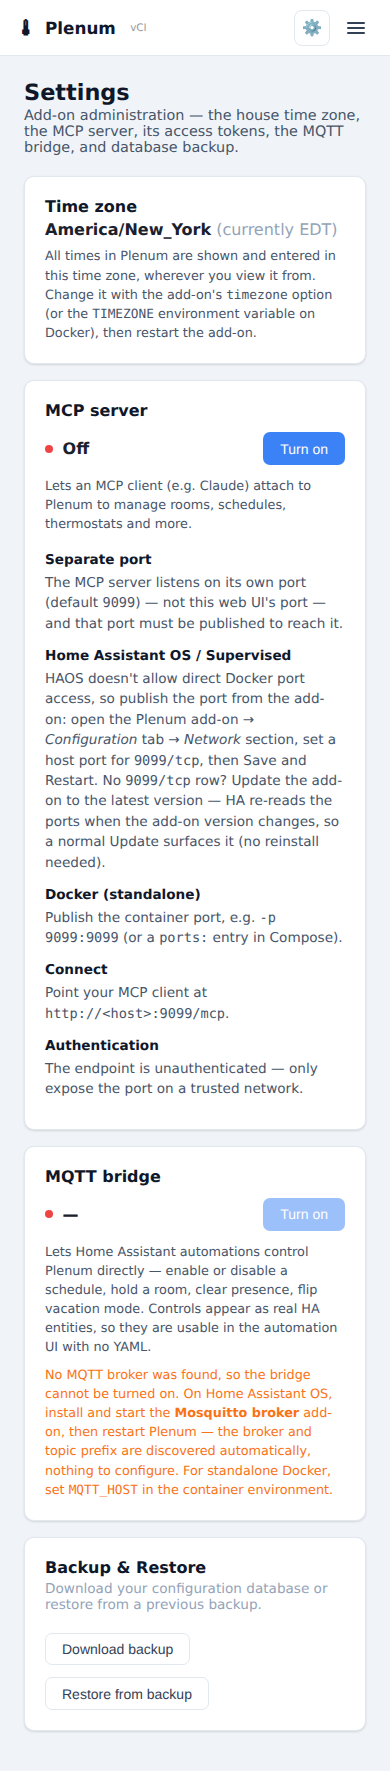 Plenum vCI
Settings
Add-on administration — the house time zone,
the MCP server, its access tokens, the MQTT
bridge, and database backup.
Time zone
America/New_York (currently EDT)
All times in Plenum are shown and entered in
this time zone, wherever you view it from.
Change it with the add-on's timezone option
(or the TIMEZONE environment variable on
Docker), then restart the add-on.
MCP server
Off
Turn on
Lets an MCP client (e.g. Claude) attach to
Plenum to manage rooms, schedules,
thermostats and more.
Separate port
The MCP server listens on its own port
(default 9099) — not this web UI's port —
and that port must be published to reach it.
Home Assistant OS / Supervised
HAOS doesn't allow direct Docker port
access, so publish the port from the add-
on: open the Plenum add-on →
Configuration tab → Network section, set a
host port for 9099/tcp, then Save and
Restart. No 9099/tcp row? Update the add-
on to the latest version — HA re-reads the
ports when the add-on version changes, so
a normal Update surfaces it (no reinstall
needed).
Docker (standalone)
Publish the container port, e.g. -p
9099:9099 (or a ports: entry in Compose).
Connect
Point your MCP client at
http://<host>:9099/mcp.
Authentication
The endpoint is unauthenticated — only
expose the port on a trusted network.
MQTT bridge
—
Turn on
Lets Home Assistant automations control
Plenum directly — enable or disable a
schedule, hold a room, clear presence, flip
vacation mode. Controls appear as real HA
entities, so they are usable in the automation
UI with no YAML.
No MQTT broker was found, so the bridge
cannot be turned on. On Home Assistant OS,
install and start the Mosquitto broker add-
on, then restart Plenum — the broker and
topic prefix are discovered automatically,
nothing to configure. For standalone Docker,
set MQTT_HOST in the container environment.
Backup & Restore
Download your configuration database or
restore from a previous backup.
Download backup
Restore from backup